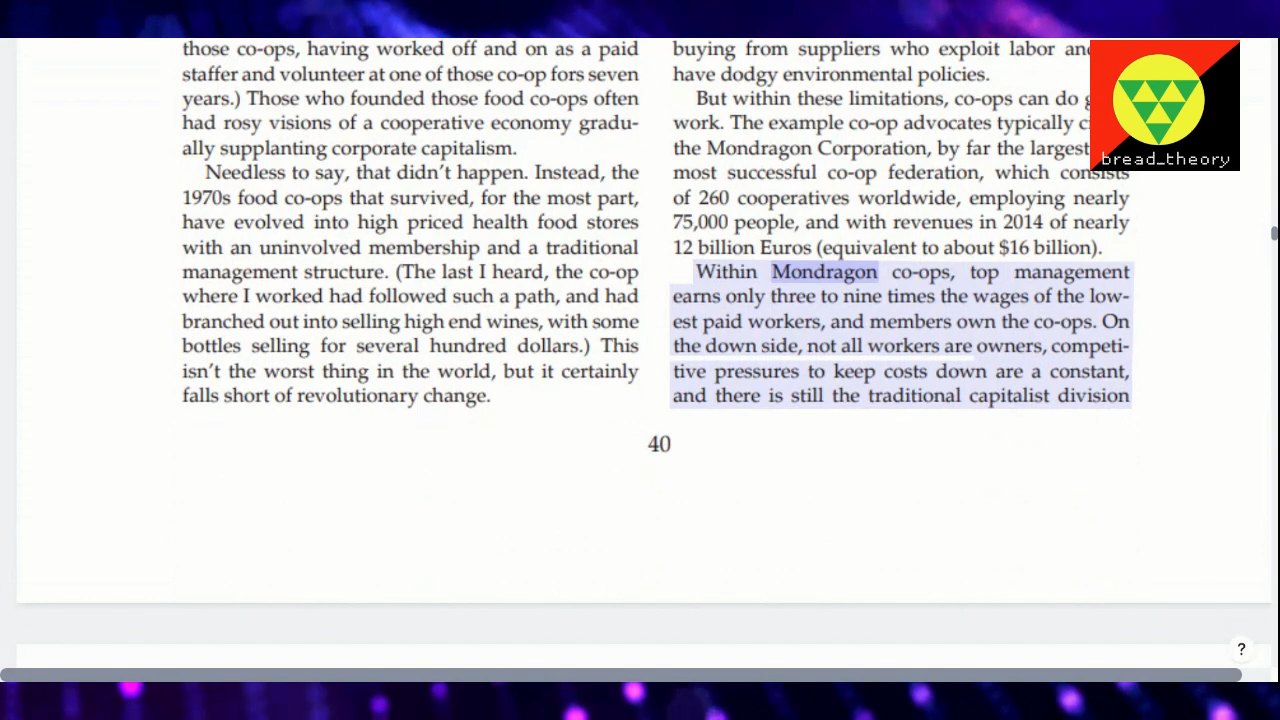 those co-ops, having worked off and on as a paid
staffer and volunteer at one of those co-op fors seven
years.) Those who founded those food co-ops often
had rosy visions of a cooperative economy gradu-
ally supplanting corporate capitalism.
Needless to say, that didn't happen. Instead, the
1970s food co-ops that survived, for the most part,
have evolved into high priced health food stores
with an uninvolved membership and a traditional
management structure. (The last I heard, the co-op
where I worked had followed such a path, and had
branched out into selling high end wines, with some
bottles selling for several hundred dollars.) This
isn't the worst thing in the world, but it certainly
falls short of revolutionary change.
buying from suppliers who exploit labor
have dodgy environmental policies.
But within these limitations, co-ops can do
work. The example co-op advocates typically
the Mondragon Corporation, by far the largest
most successful co-op federation, which consists
of 260 cooperatives worldwide, employing nearly
75,000 people, and with revenues in 2014 of nearly
12 billion Euros (equivalent to about $16 billion).
Within Mondragon co-ops, top management
earns only three to nine times the wages of the low-
est paid workers, and members own the co-ops. On
the down side, not all workers are owners, competi-
tive pressures to keep costs down are a constant,
and there is still the traditional capitalist division
40
bread_theory
?